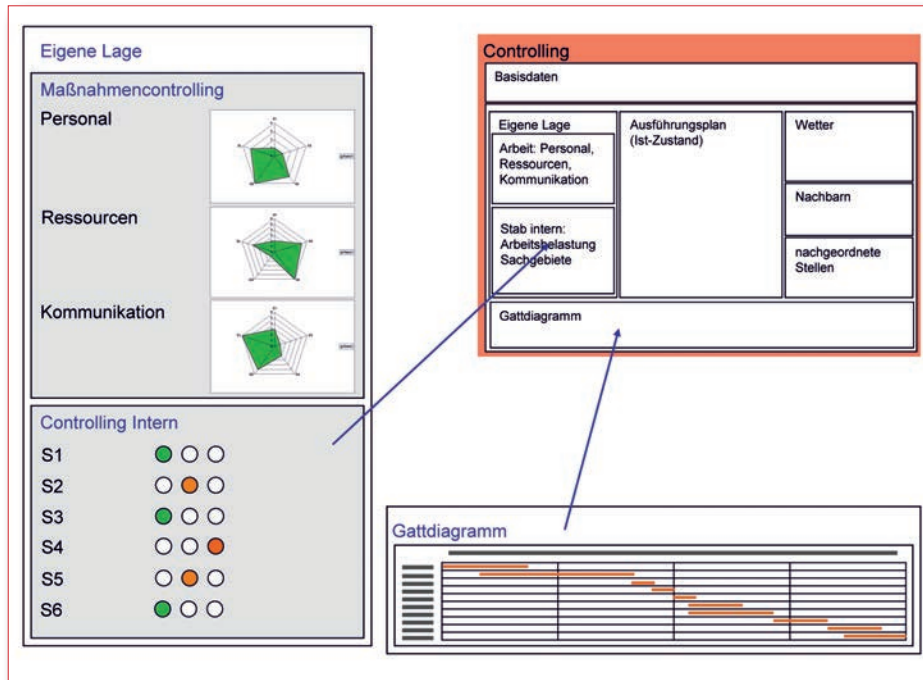 Eigene Lage
Maßnahmencontrolling
Personal
Ressourcen
Kommunikation
Controlling Intern
S1
S2
S3
S4
S5
S6
Controlling
Basisdaten
Eigene Lage
Arbeit: Personal,
Ressourcen,
Kommunikation
Stab intern:
Arbeitsbelastung
Sachgebiete
Ausführungsplan
(Ist-Zustand)
Wetter
Nachbarn
nachgeordnete
Stellen
Gattdiagramm
Gattdiagramm